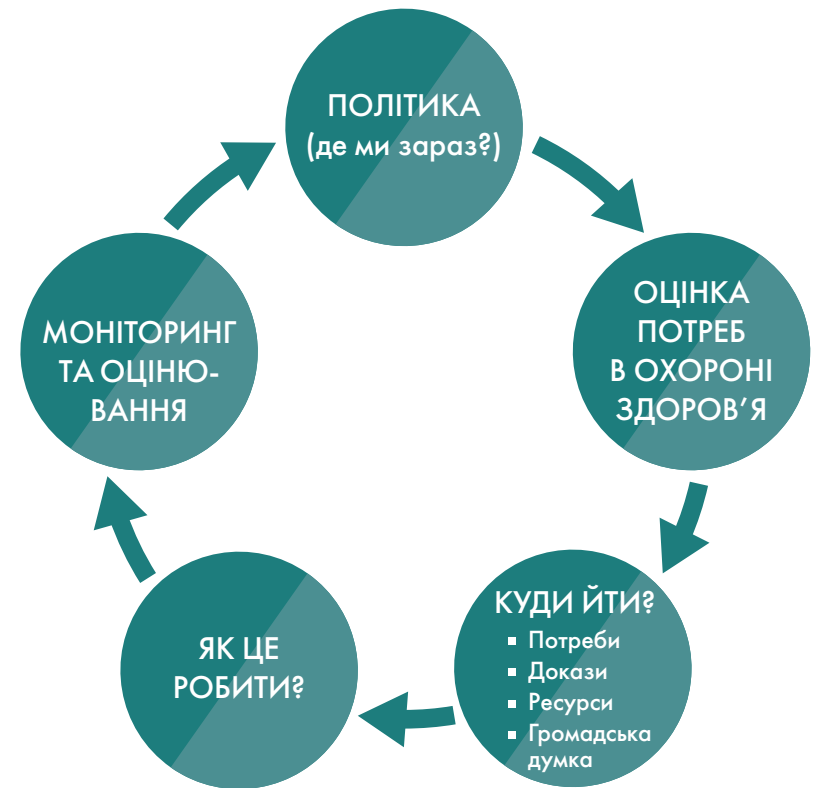 ПОЛІТИКА
(де ми зараз?)
ОЦІНКА
ПОТРЕБ
В ОХОРОНІ
ЗДОРОВ’Я
КУДИ ЙТИ?
▪ Потреби
▪ Докази
▪ Ресурси
▪ Громадська
думка
ЯК ЦЕ
РОБИТИ?
МОНІТОРИНГ
ТА ОЦІНЮ-
ВАННЯ